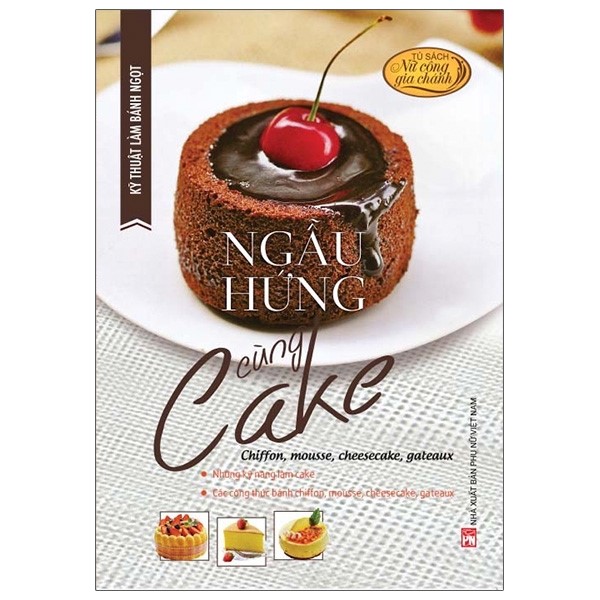 TỦ SÁCH
Nữ công
gia chánh
KỸ THUẬT LÀM BÁNH NGỌT
NGẪU
HỨNG
cùng
Cake
Chiffon, mousse, cheesecake, gateaux
Những kỹ năng làm cake
Các công thức bánh chiffon, mousse, cheesecake, gateaux
NHÀ XUẤT BẢN PHỤ NỮ VIỆT NAM
PN